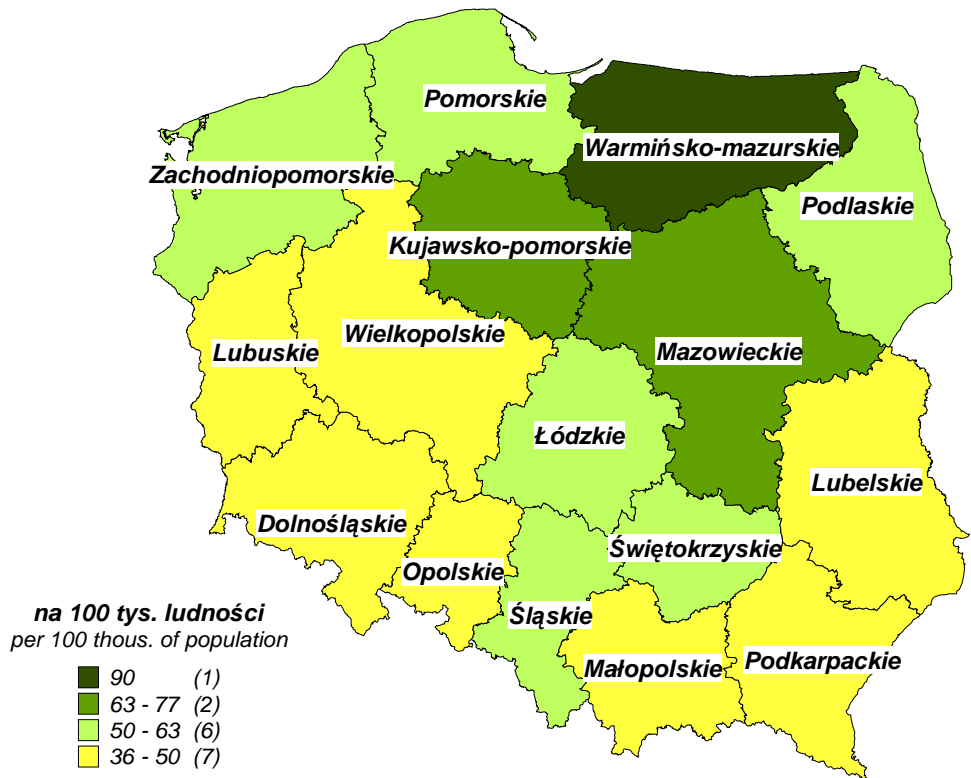 Pomorskie
Warmińsko-mazurskie
Zachodniopomorskie
Podlaskie
Kujawsko-pomorskie
Wielkopolskie
Lubuskie
Mazowieckie
Łódzkie
Lubelskie
Dolnośląskie
Świętokrzyskie
Opolskie
Śląskie
Małopolskie
Podkarpackie
na 100 tys. ludności
per 100 thous. of population
90 (1)
63 - 77 (2)
50 - 63 (6)
36 - 50 (7)